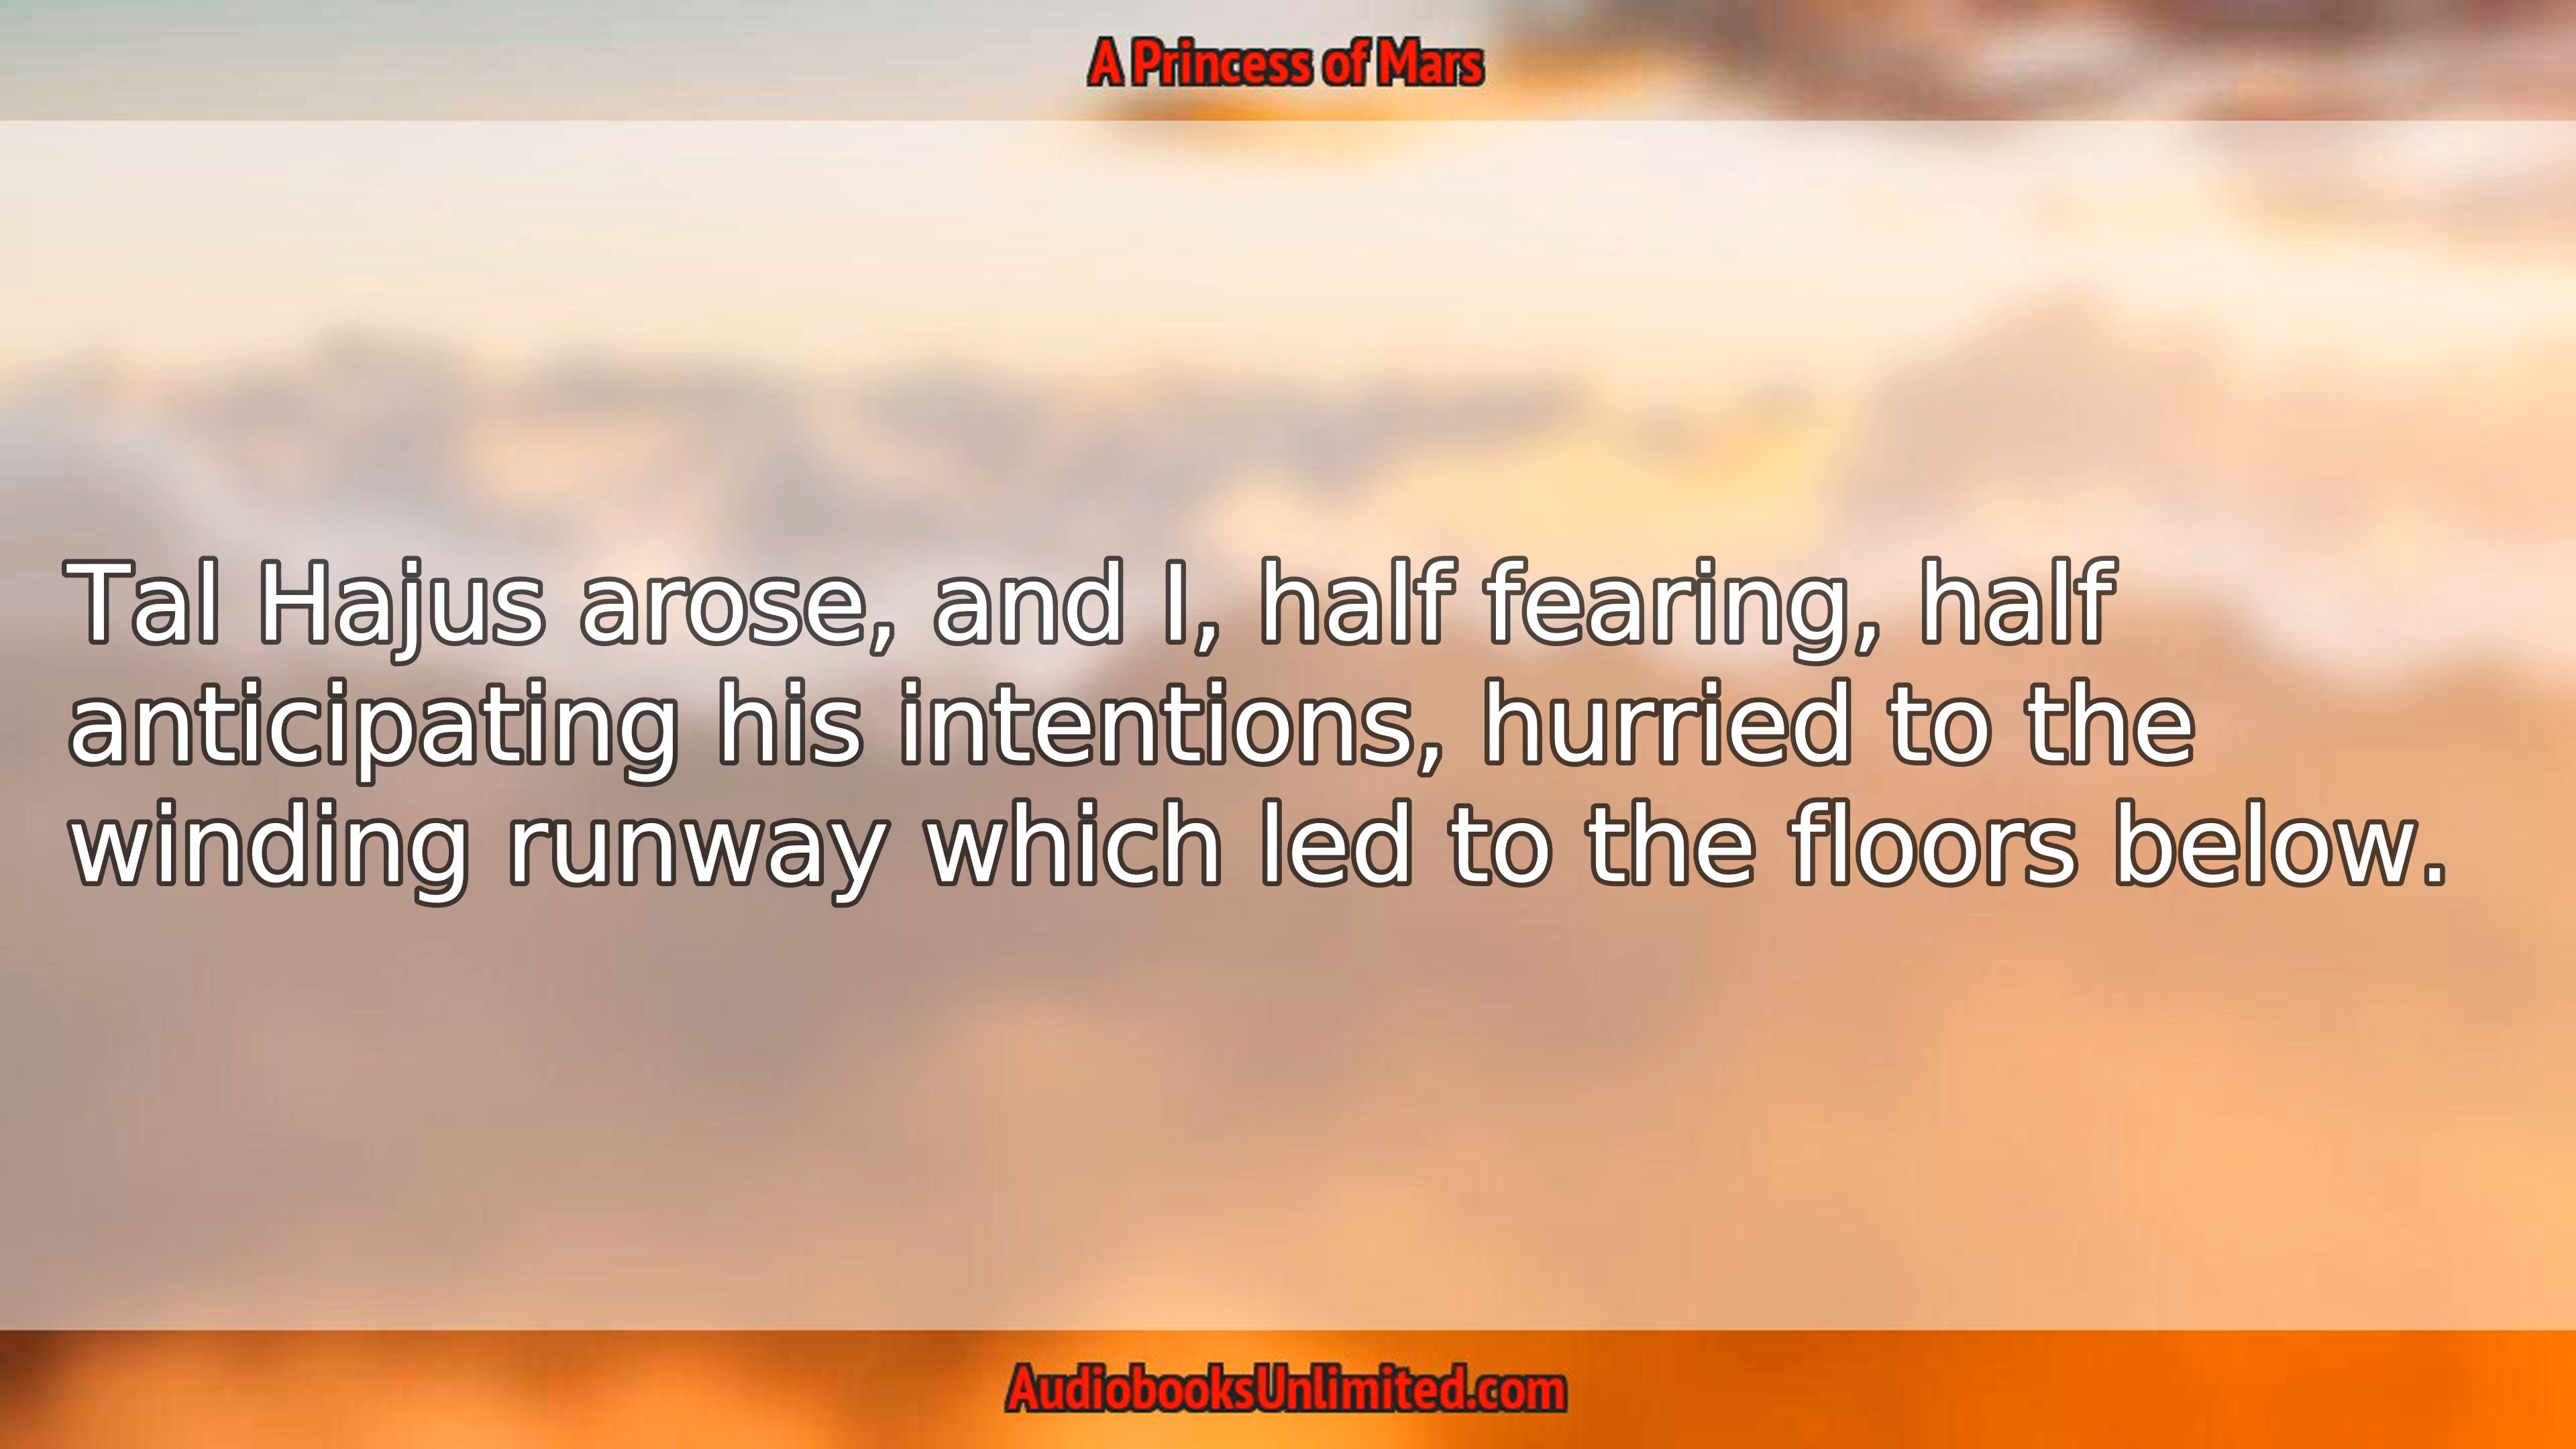 A Princess of Mars
Tal Hajus arose, and I, half fearing, half
anticipating his intentions, hurried to the
winding runway which led to the floors below.
AudiobooksUnlimited.com